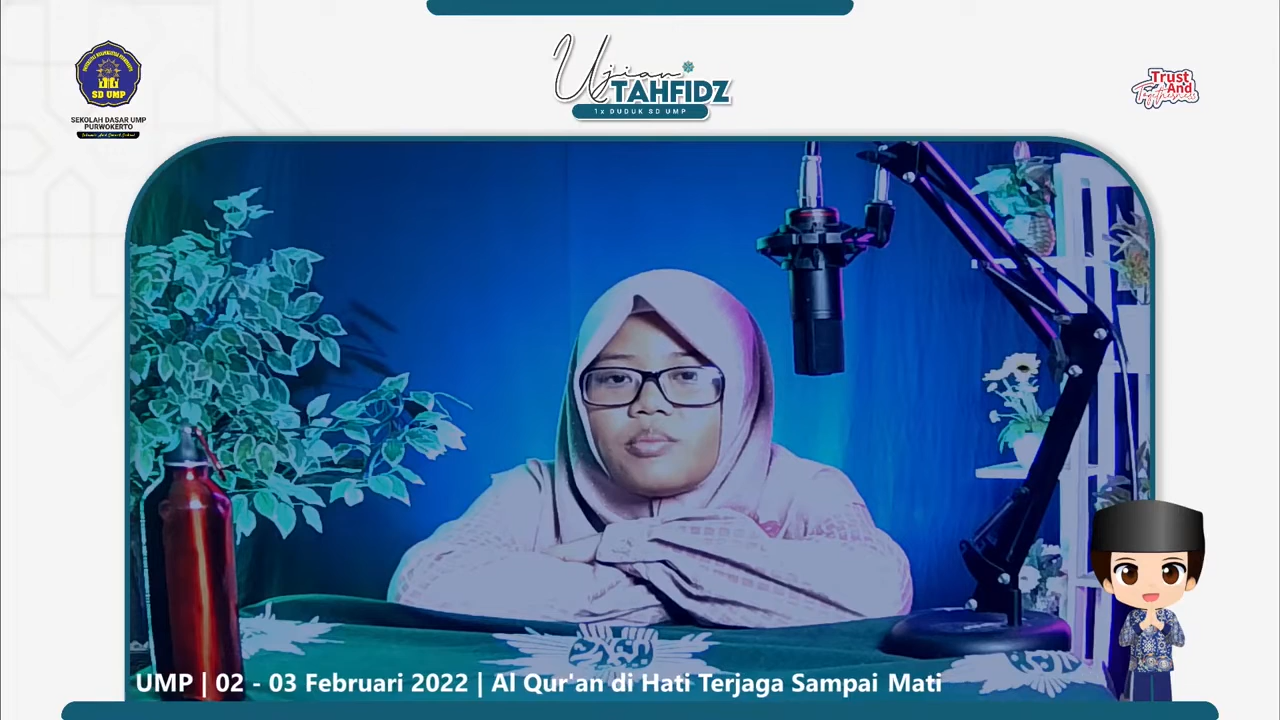 SD UMP
SEKOLAH DASAR UMP
PURWOKERTO
Ujian
TAHFIDZ
1x DUDUK SD UMP
Trust
And
UMP | 02 - 03 Februari 2022 | Al Qur'an di Hati Terjaga Sampai Mati